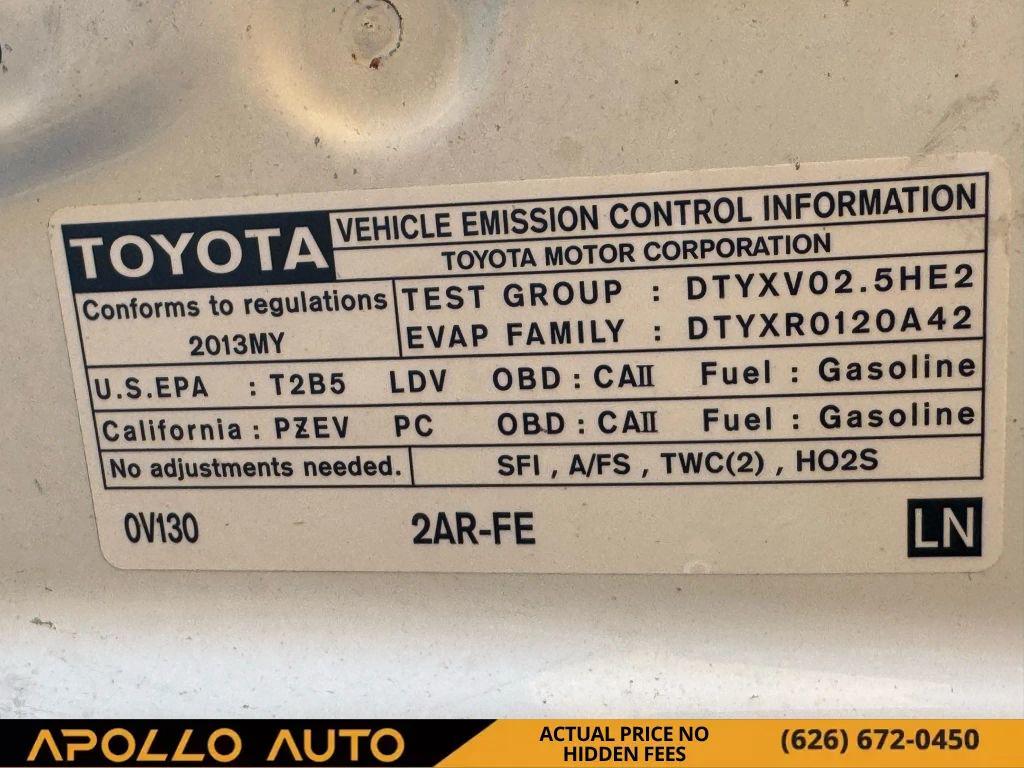 TOYOTA
VEHICLE EMISSION CONTROL INFORMATION
TOYOTA MOTOR CORPORATION
Conforms to regulations
2013MY
TEST GROUP : DTYXV02.5HE2
EVAP FAMILY : DTYXR0120A42
U.S.EPA : T2B5 LDV OBD : CAII Fuel : Gasoline
California : PZEV PC OBD : CAII Fuel : Gasoline
No adjustments needed.
SFI , A/FS , TWC(2) , HO2S
0V130
2AR-FE
LN
APOLLO AUTO
ACTUAL PRICE NO
HIDDEN FEES
(626) 672-0450